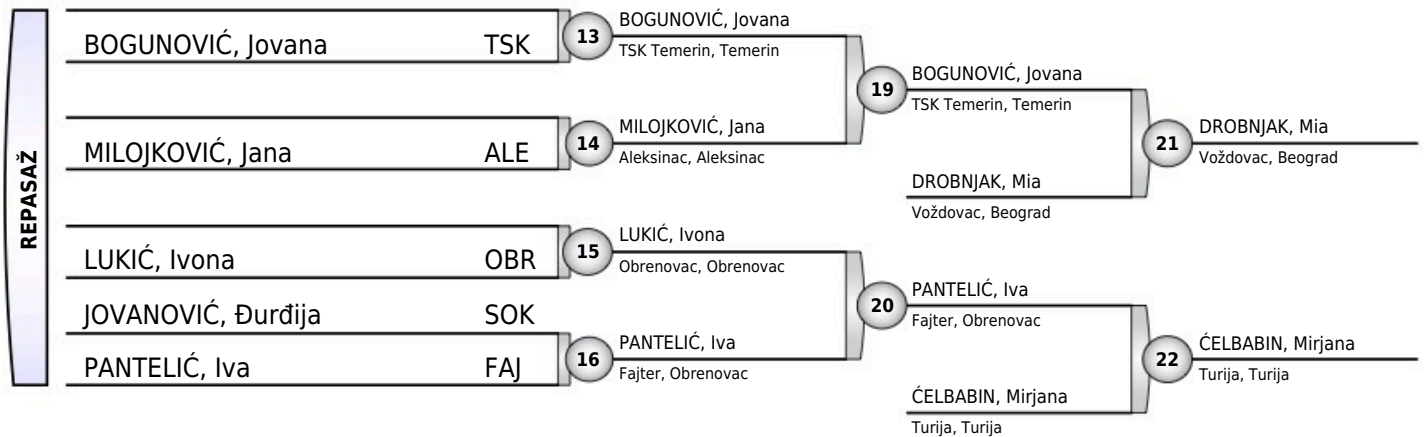 REPASAŽ
BOGUNOVIĆ, Jovana TSK
MILOJKOVIĆ, Jana ALE
LUKIĆ, Ivona OBR
JOVANOVIĆ, Đurđija SOK
PANTELIĆ, Iva FAJ
13
BOGUNOVIĆ, Jovana
TSK Temerin, Temerin
14
MILOJKOVIĆ, Jana
Aleksinac, Aleksinac
15
LUKIĆ, Ivona
Obrenovac, Obrenovac
16
PANTELIĆ, Iva
Fajter, Obrenovac
19
BOGUNOVIĆ, Jovana
TSK Temerin, Temerin
DROBNJAK, Mia
Voždovac, Beograd
20
PANTELIĆ, Iva
Fajter, Obrenovac
ĆELBABIN, Mirjana
Turija, Turija
21
DROBNJAK, Mia
Voždovac, Beograd
22
ĆELBABIN, Mirjana
Turija, Turija